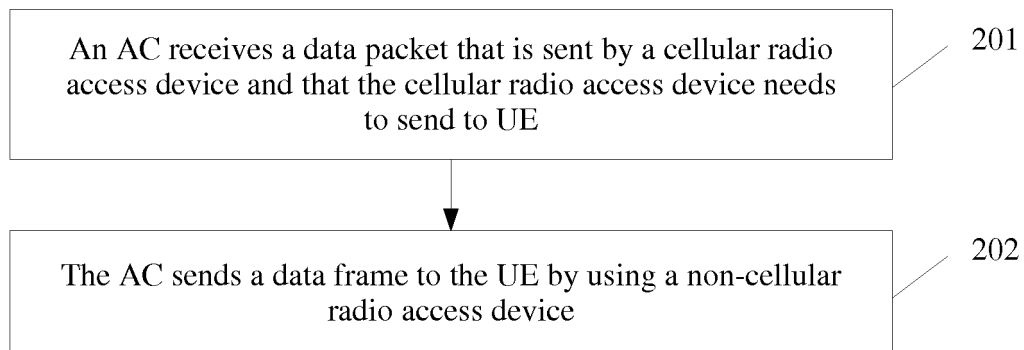 An AC receives a data packet that is sent by a cellular radio
access device and that the cellular radio access device needs
to send to UE
201
The AC sends a data frame to the UE by using a non-cellular
radio access device
202